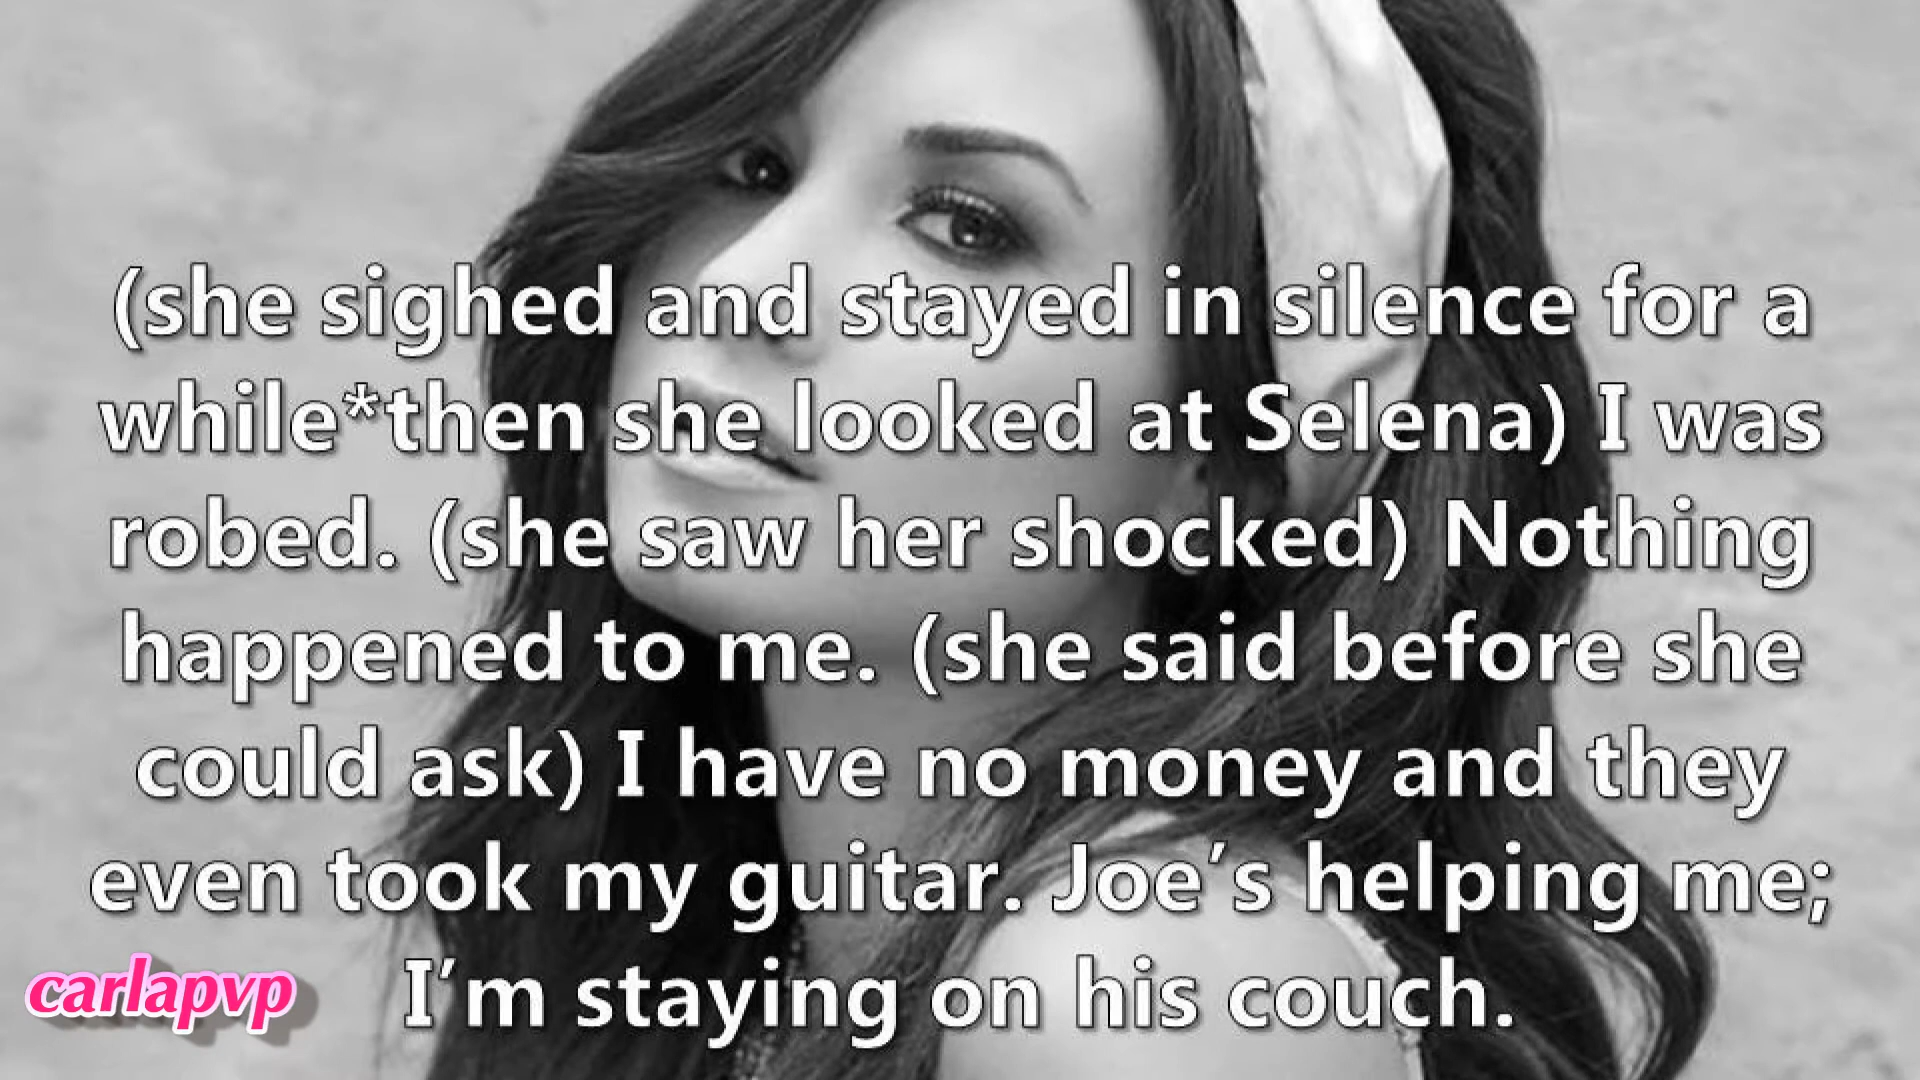 (she sighed and stayed in silence for a
while*then she looked at Selena) I was
robed. (she saw her shocked) Nothing
happened to me. (she said before she
could ask) I have no money and they
even took my guitar. Joe’s helping me;
I’m staying on his couch.
carlapvp